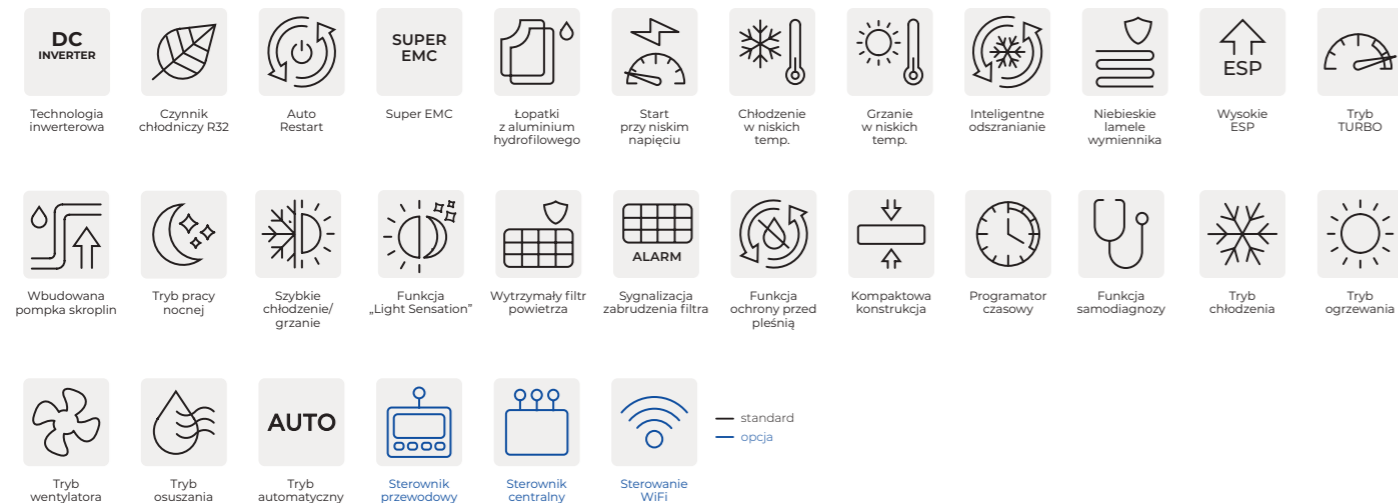 DC
INVERTER
SUPER
EMC
ESP
Technologia
inwerterowa
Czynnik
chłodniczy R32
Auto
Restart
Super EMC
Łopatki
z aluminium
hydrofilowego
Start
przy niskim
napięciu
Chłodzenie
w niskich
temp.
Grzanie
w niskich
temp.
Inteligentne
odszranianie
Niebieskie
lamele
wymiennika
Wysokie
ESP
Tryb
TURBO
ALARM
Wbudowana
pompka skroplin
Tryb pracy
nocnej
Szybkie
chłodzenie/
grzanie
Funkcja
„Light Sensation”
Wytrzymały filtr
powietrza
Sygnalizacja
zabrudzenia filtra
Funkcja
ochrony przed
pleśnią
Kompaktowa
konstrukcja
Programator
czasowy
Funkcja
samodiagnozy
Tryb
chłodzenia
Tryb
ogrzewania
AUTO
standard
opcja
Tryb
wentylatora
Tryb
osuszania
Tryb
automatyczny
Sterownik
przewodowy
Sterownik
centralny
Sterowanie
WiFi